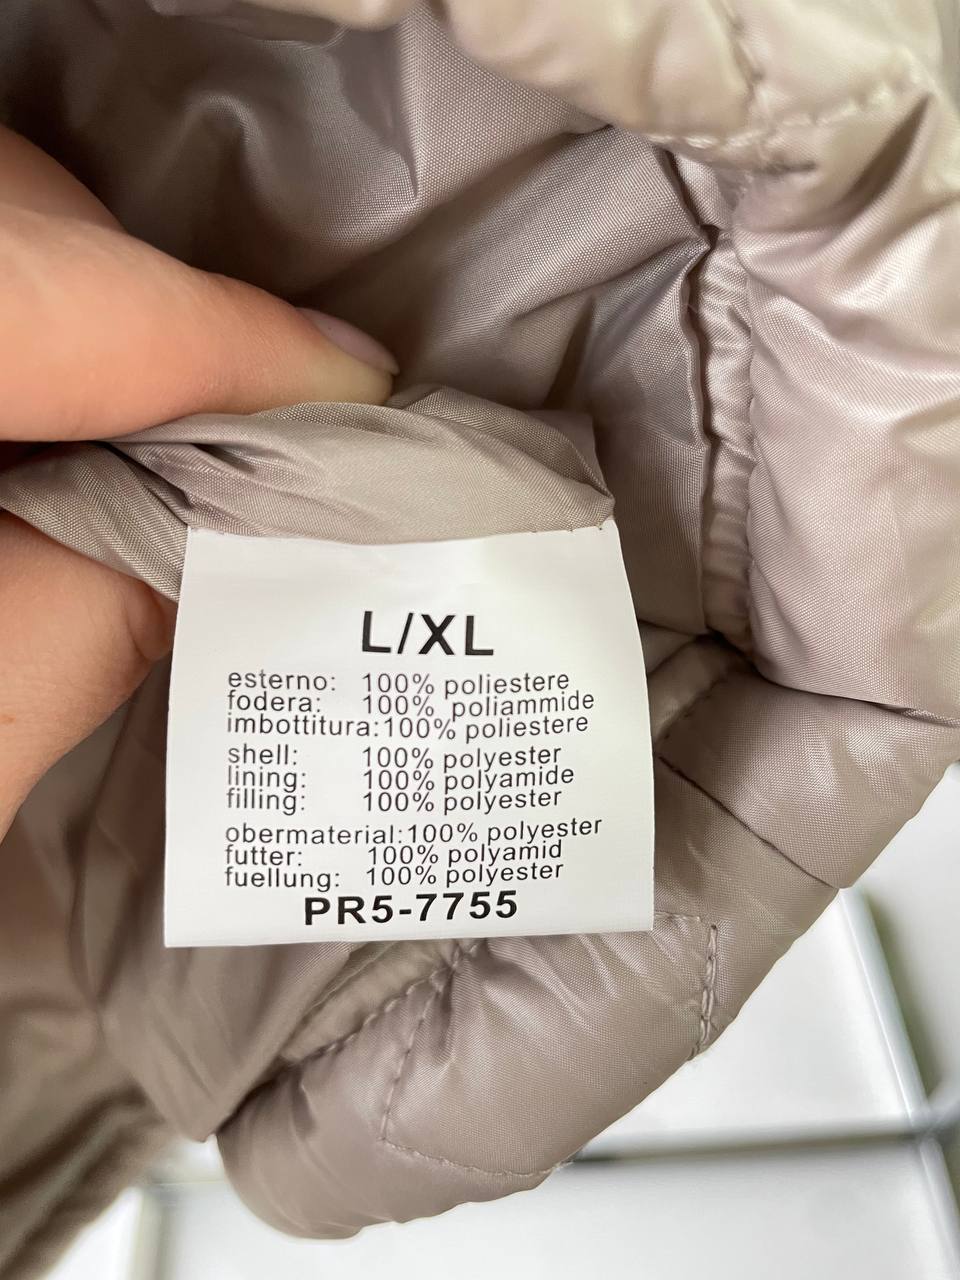 L/XL
esterno: 100% poliestere
fodera: 100% poliammide
imbottitura:100% poliestere
shell: 100% polyester
lining: 100% polyamide
filling: 100% polyester
obermaterial:100% polyester
futter: 100% polyamid
fuellung: 100% polyester
PR5-7755